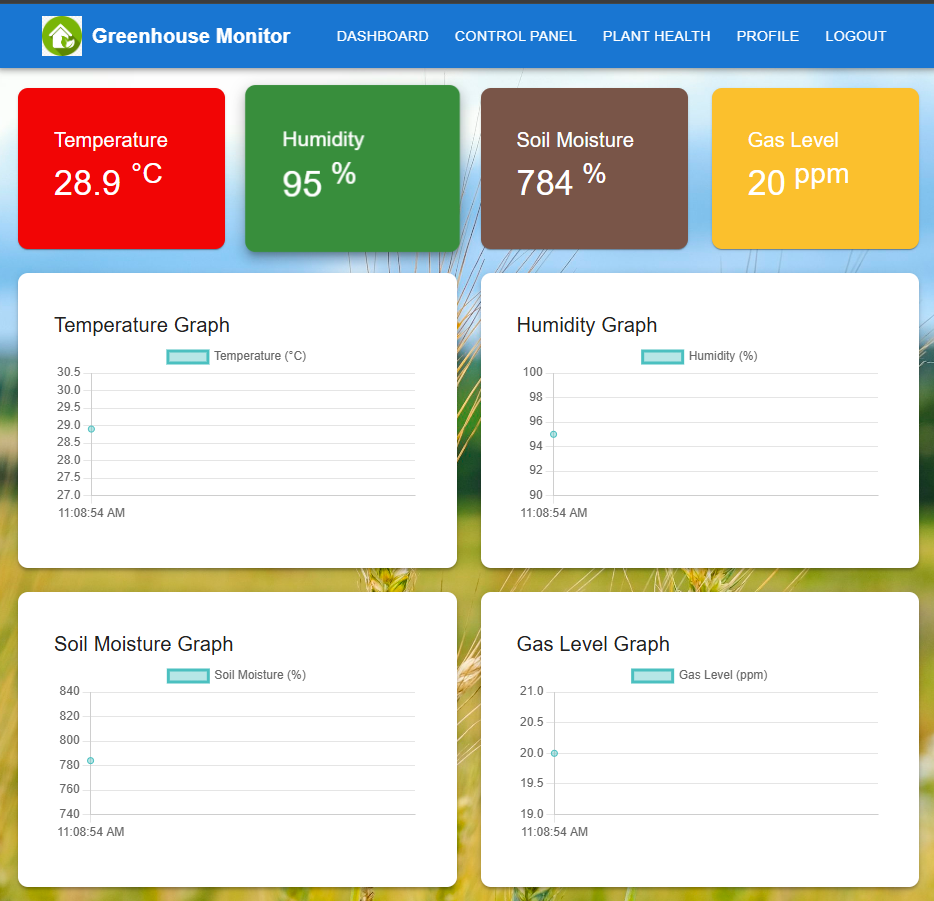 Greenhouse Monitor DASHBOARD CONTROL PANEL PLANT HEALTH PROFILE LOGOUT
Temperature
28.9 °C
Humidity
95 %
Soil Moisture
784 %
Gas Level
20 ppm
Temperature Graph
Temperature (°C)
30.5
30.0
29.5
29.0
28.5
28.0
27.5
27.0
11:08:54 AM
Humidity Graph
Humidity (%)
100
98
96
94
92
90
11:08:54 AM
Soil Moisture Graph
Soil Moisture (%)
840
820
800
780
760
740
11:08:54 AM
Gas Level Graph
Gas Level (ppm)
21.0
20.5
20.0
19.5
19.0
11:08:54 AM